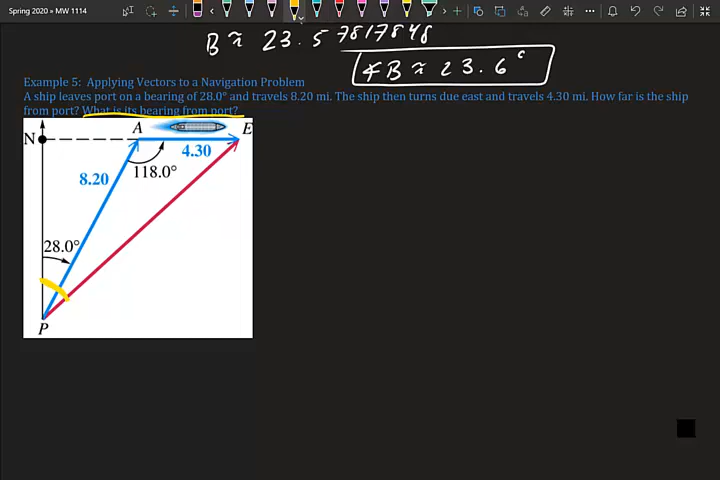 Spring 2020 » MW 1114
B ≈ 23.57817848
∡B ≈ 23.6°
Example 5: Applying Vectors to a Navigation Problem
A ship leaves port on a bearing of 28.0° and travels 8.20 mi. The ship then turns due east and travels 4.30 mi. How far is the ship
from port? What is its bearing from port?
A E
N
4.30
118.0°
8.20
28.0°
P